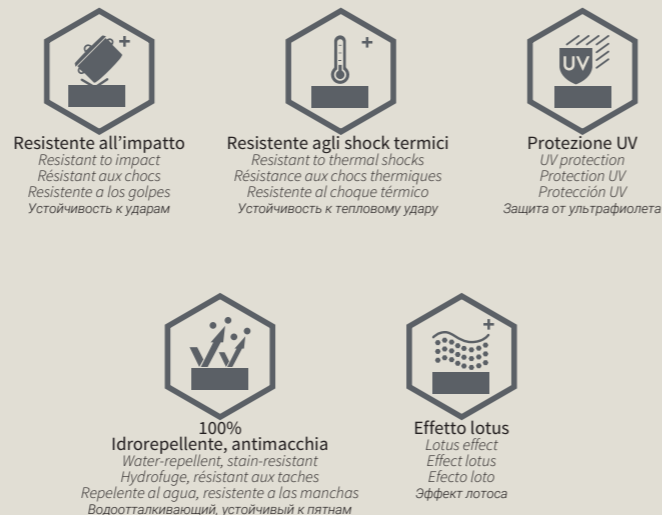 Resistente all'impatto
Resistant to impact
Résistant aux chocs
Resistente a los golpes
Устойчивость к ударам
Resistente agli shock termici
Resistant to thermal shocks
Résistance aux chocs thermiques
Resistente al choque térmico
Устойчивость к тепловому удару
UV
Protezione UV
UV protection
Protection UV
Protección UV
Защита от ультрафиолета
100%
Idrorepellente, antimacchia
Water-repellent, stain-resistant
Hydrofuge, résistant aux taches
Repelente al agua, resistente a las manchas
Водоотталкивающий, устойчивый к пятнам
Effetto lotus
Lotus effect
Effect lotus
Efecto loto
Эффект лотоса